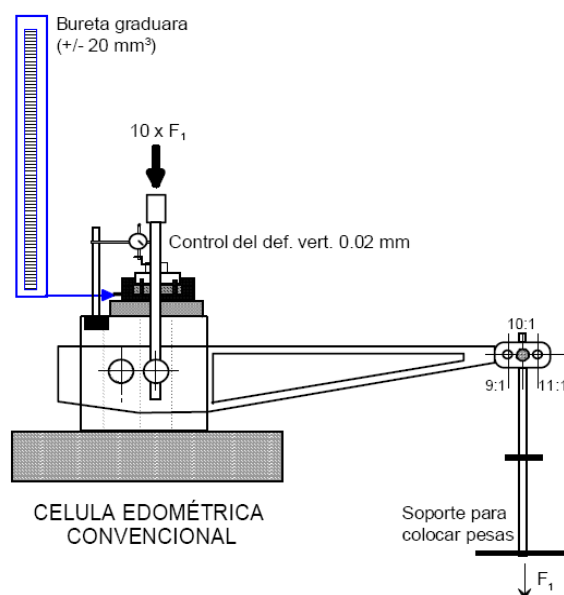 Bureta graduara
(+/- 20 mm³)
10 x F₁
Control del def. vert. 0.02 mm
10:1
9:1
11:1
CELULA EDOMÉTRICA
CONVENCIONAL
Soporte para
colocar pesas
F₁